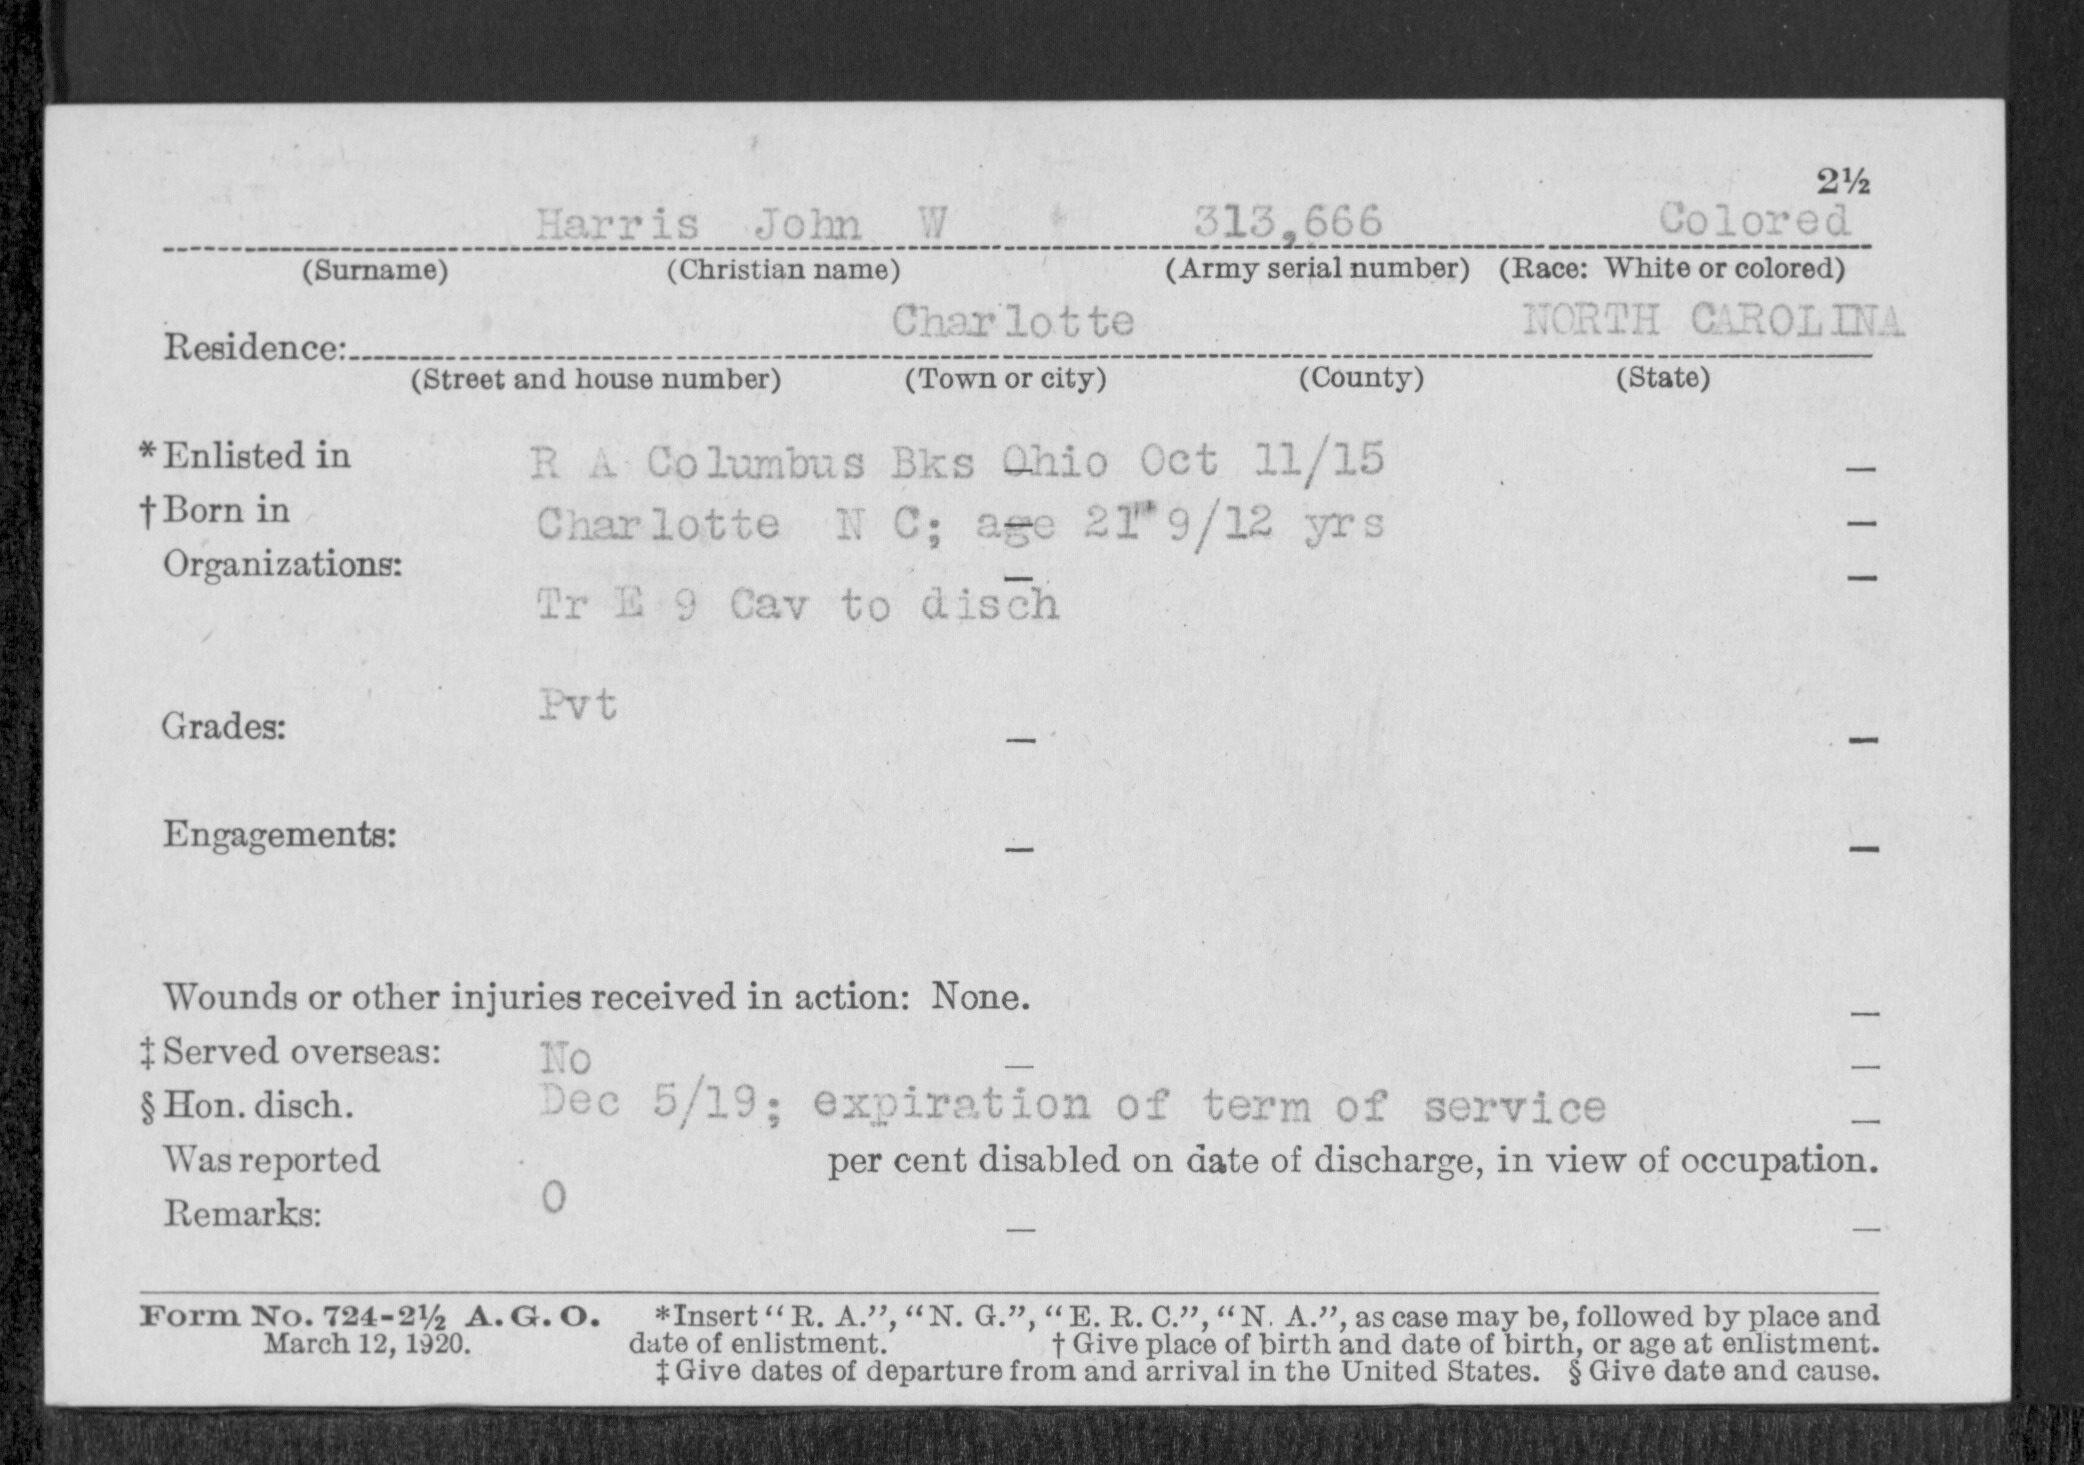 2½
Harris John W 313,666 Colored
(Surname) (Christian name) (Army serial number) (Race: White or colored)
Charlotte NORTH CAROLINA
Residence:
(Street and house number) (Town or city) (County) (State)
*Enlisted in R A Columbus Bks Ohio Oct 11/15 —
†Born in Charlotte N C; age 21 9/12 yrs —
Organizations: — —
Tr E 9 Cav to disch
Pvt
Grades: — —
Engagements: — —
Wounds or other injuries received in action: None. —
‡Served overseas: No — —
§Hon. disch. Dec 5/19; expiration of term of service —
Was reported per cent disabled on date of discharge, in view of occupation.
0
Remarks: — —
Form No. 724-2½ A. G. O. *Insert "R. A.", "N. G.", "E. R. C.", "N. A.", as case may be, followed by place and
March 12, 1920. date of enlistment. † Give place of birth and date of birth, or age at enlistment.
‡Give dates of departure from and arrival in the United States. §Give date and cause.